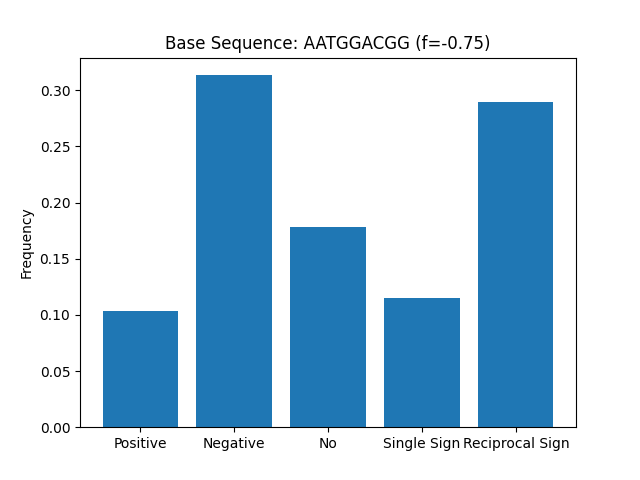 Base Sequence: AATGGACGG (f=-0.75)
Frequency
0.30
0.25
0.20
0.15
0.10
0.05
0.00
Positive Negative No Single Sign Reciprocal Sign